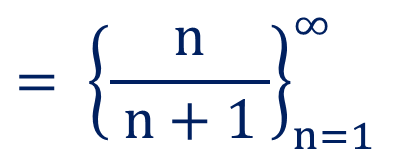 = {n/(n + 1)}_{n=1}^{∞}